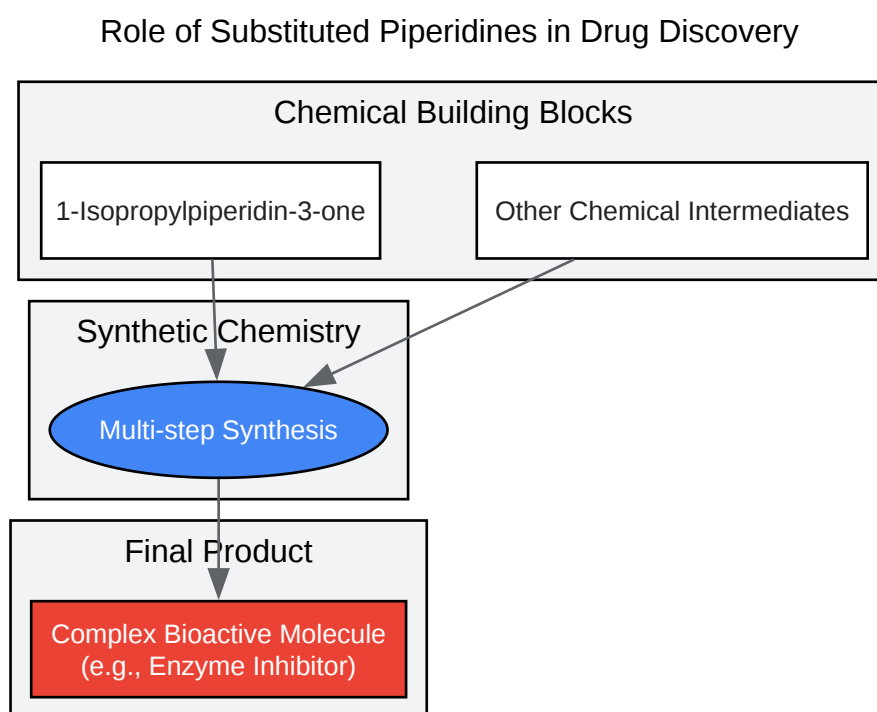 Role of Substituted Piperidines in Drug Discovery
Chemical Building Blocks
1-Isopropylpiperidin-3-one
Other Chemical Intermediates
Synthetic Chemistry
Multi-step Synthesis
Final Product
Complex Bioactive Molecule
(e.g., Enzyme Inhibitor)